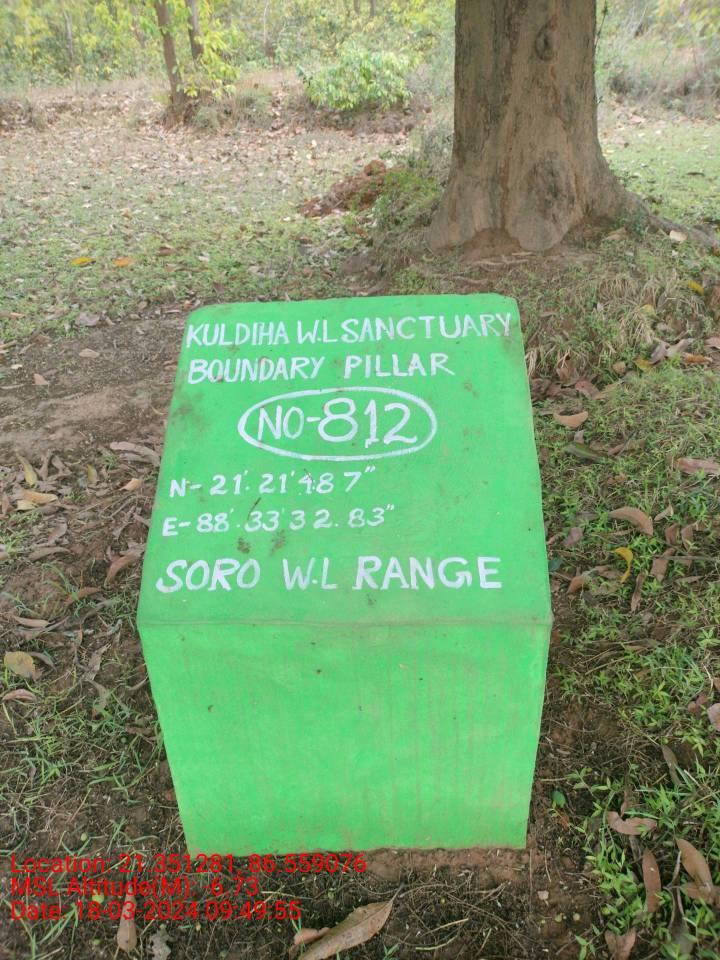 KULDIHA W.L SANCTUARY
BOUNDARY PILLAR
NO-812
N- 21'. 21' 48 7"
E- 88'. 33' 32. 83"
SORO W.L RANGE
Location: 21.351281, 86.559076
MSL Altitude(M): -6.73
Date: 18-03-2024 09:49:55